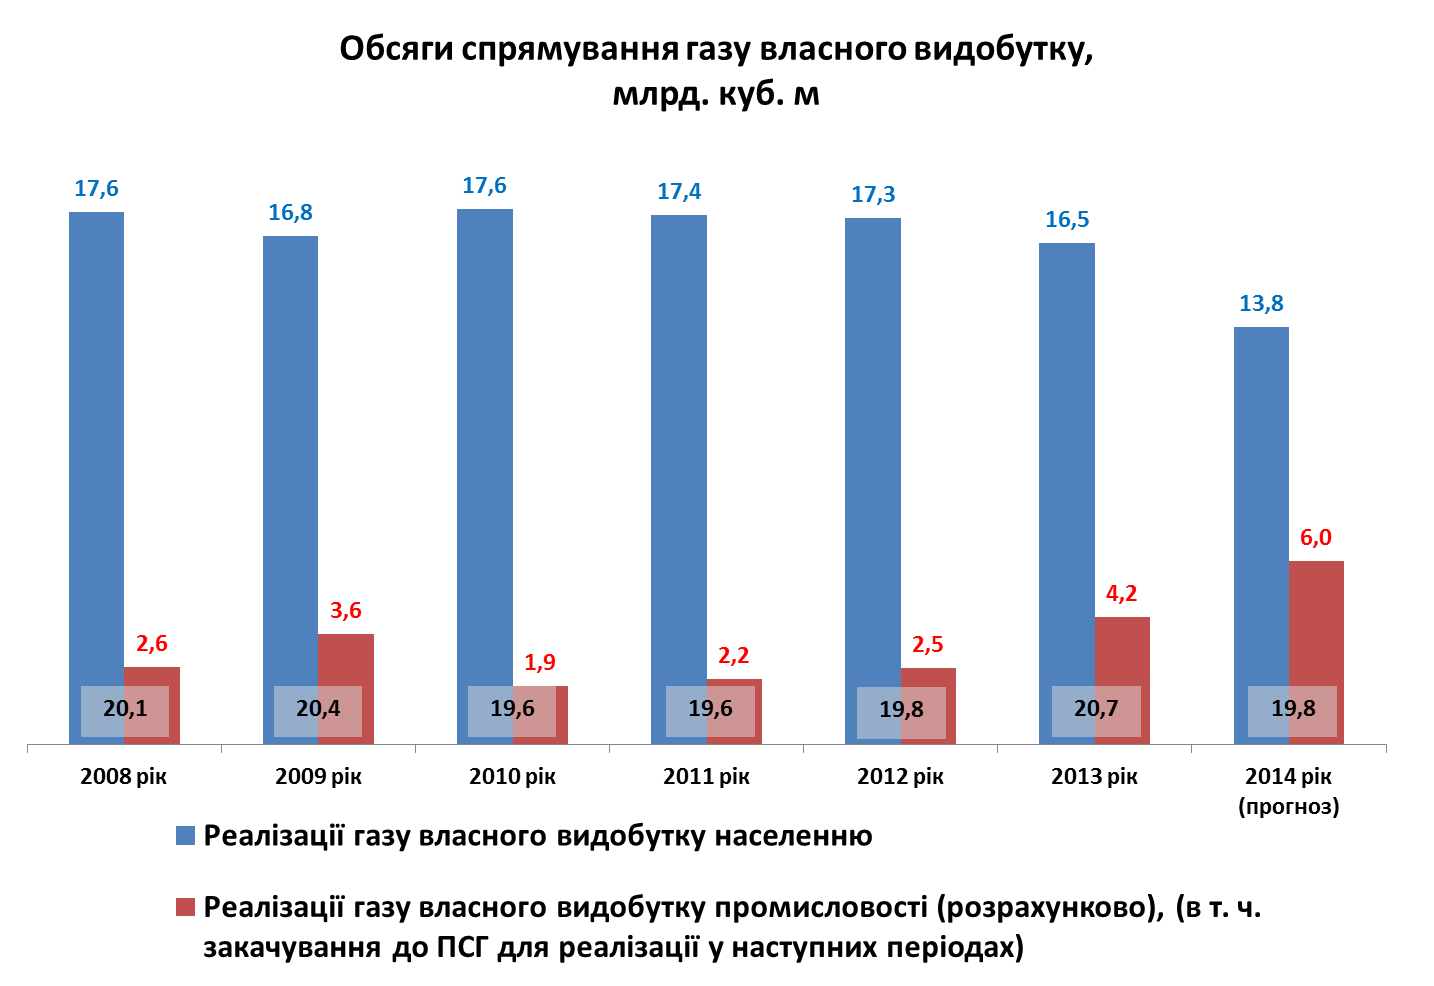 Обсяги спрямування газу власного видобутку,
млрд. куб. м
17,6
16,8
17,6
17,4
17,3
16,5
13,8
2,6
3,6
1,9
2,2
2,5
4,2
6,0
20,1
20,4
19,6
19,6
19,8
20,7
19,8
2008 рік
2009 рік
2010 рік
2011 рік
2012 рік
2013 рік
2014 рік
(прогноз)
Реалізації газу власного видобутку населенню
Реалізації газу власного видобутку промисловості (розрахунково), (в т. ч.
закачування до ПСГ для реалізації у наступних періодах)